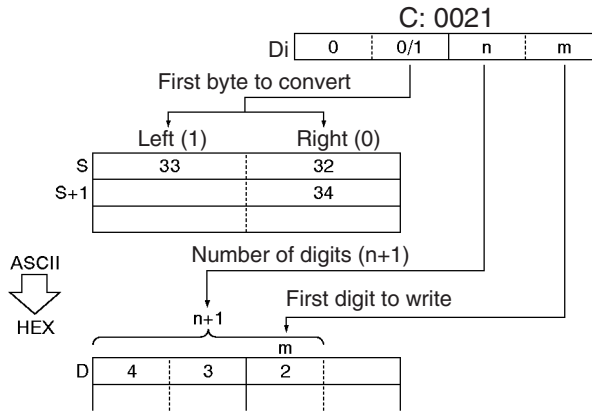 C: 0021
Di 0 0/1 n m
First byte to convert
Left (1) Right (0)
S 33 32
S+1 34
Number of digits (n+1)
ASCII
HEX
First digit to write
n+1
m
D 4 3 2